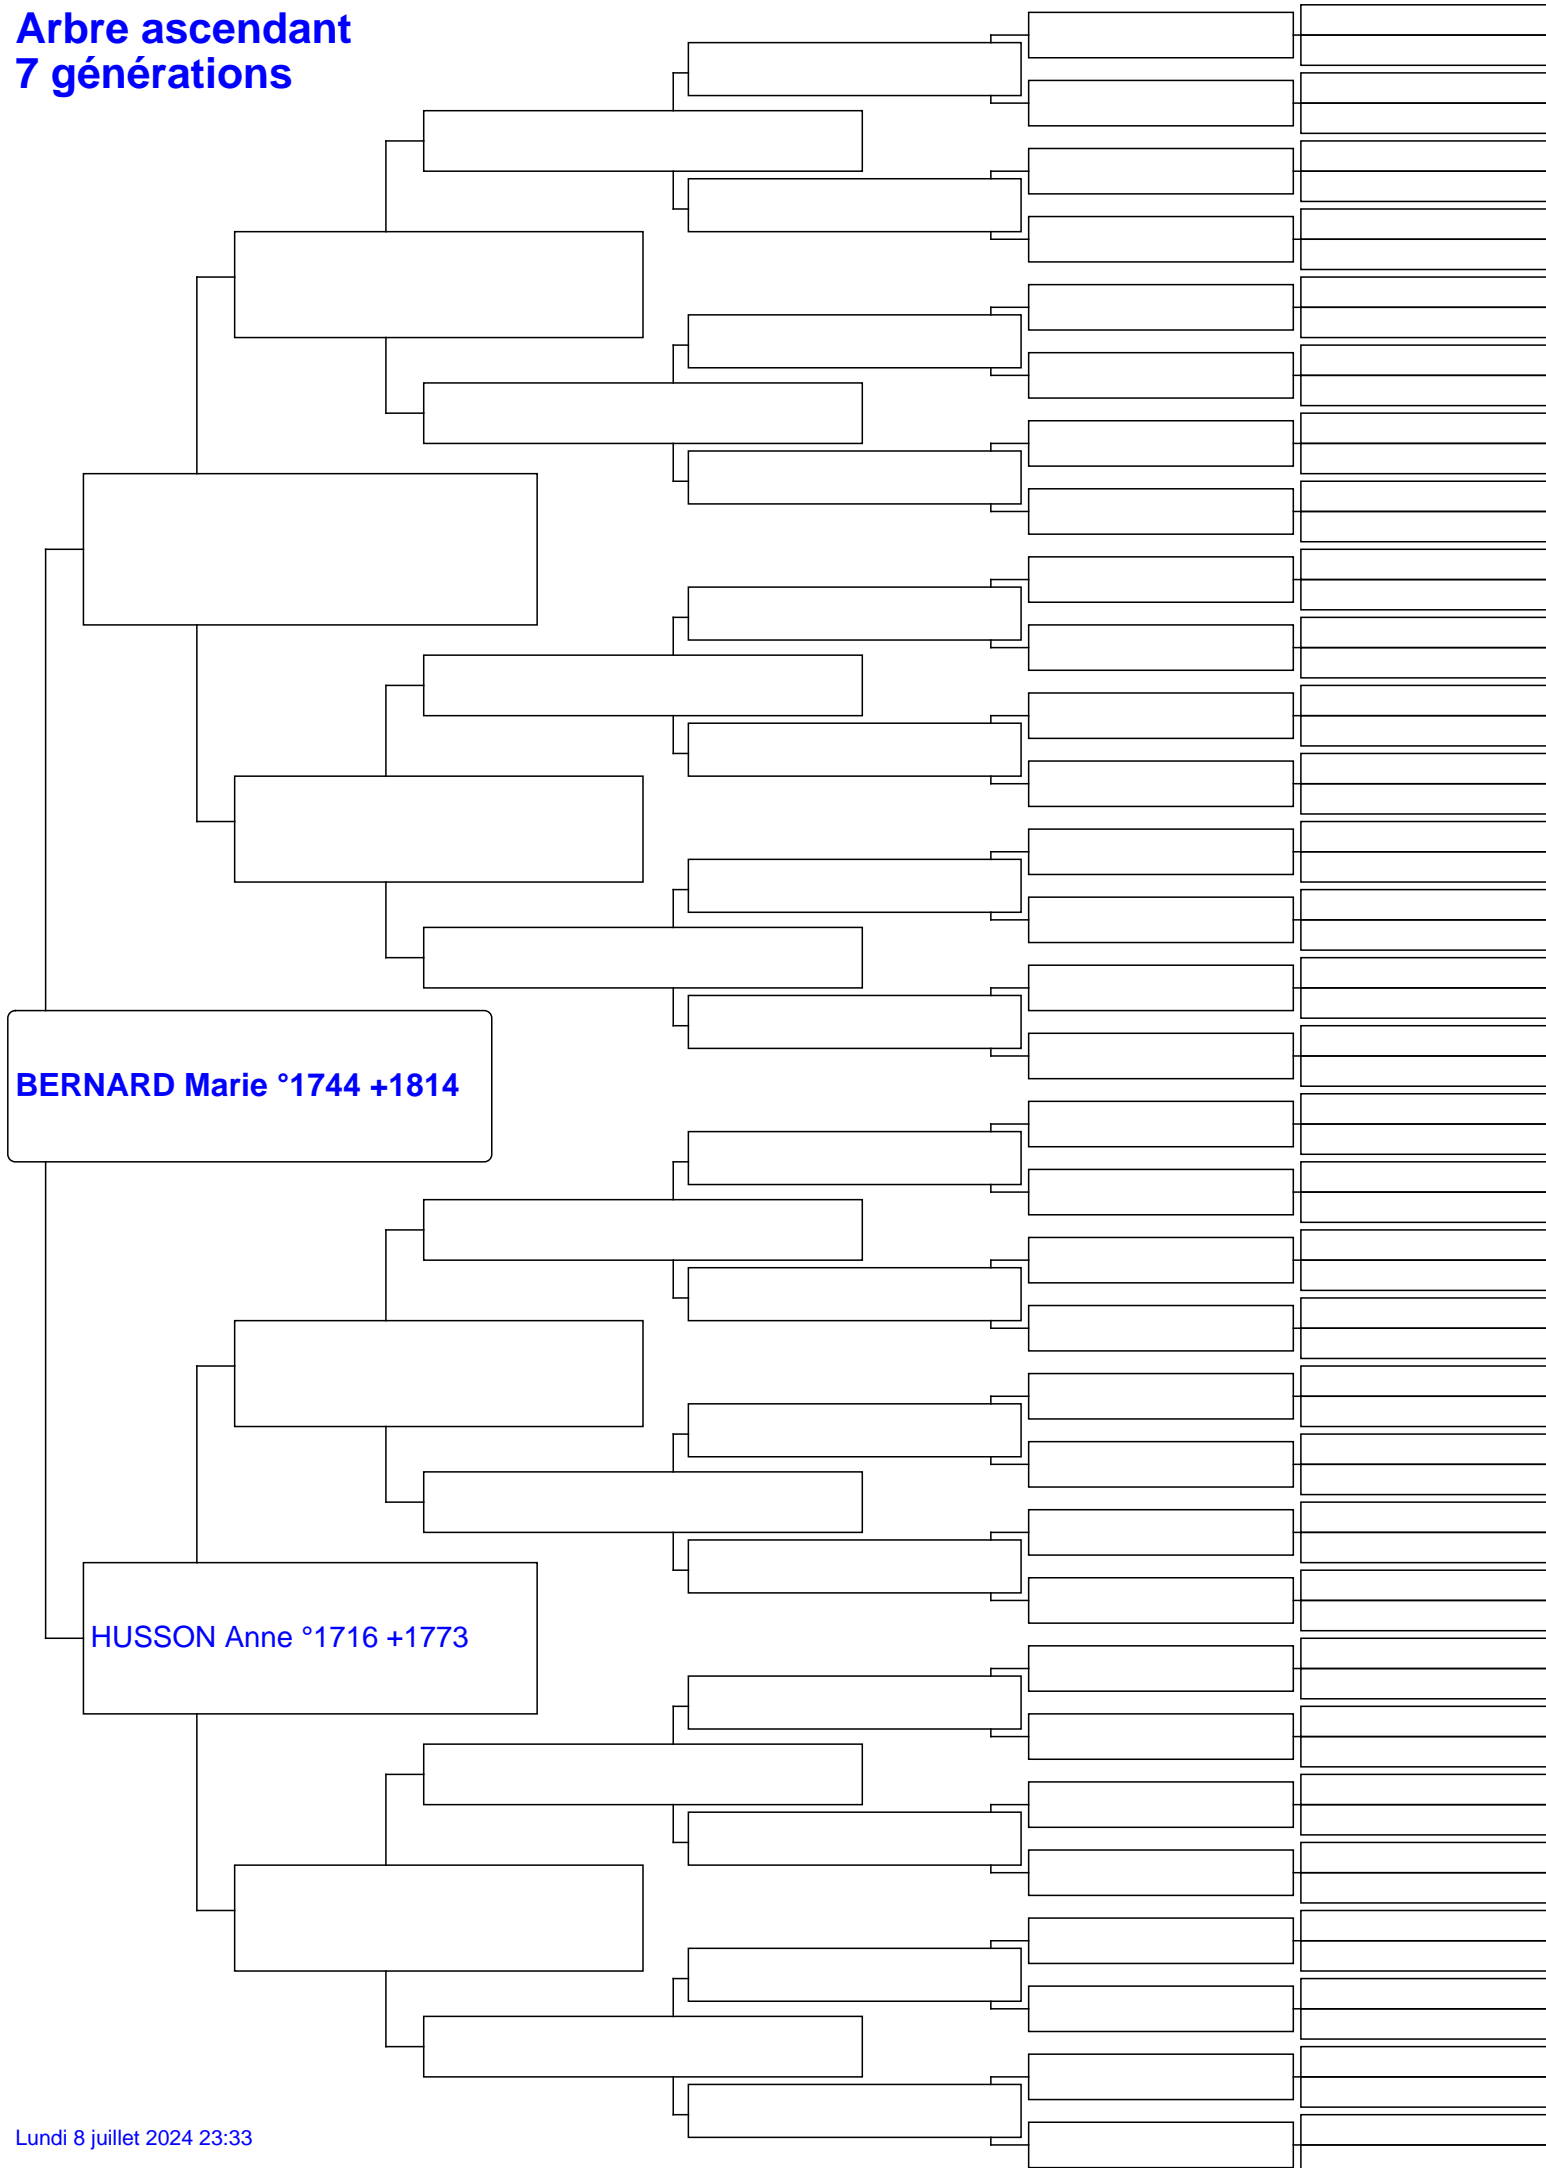 Arbre ascendant
7 générations
BERNARD Marie °1744 +1814
HUSSON Anne °1716 +1773
Lundi 8 juillet 2024 23:33